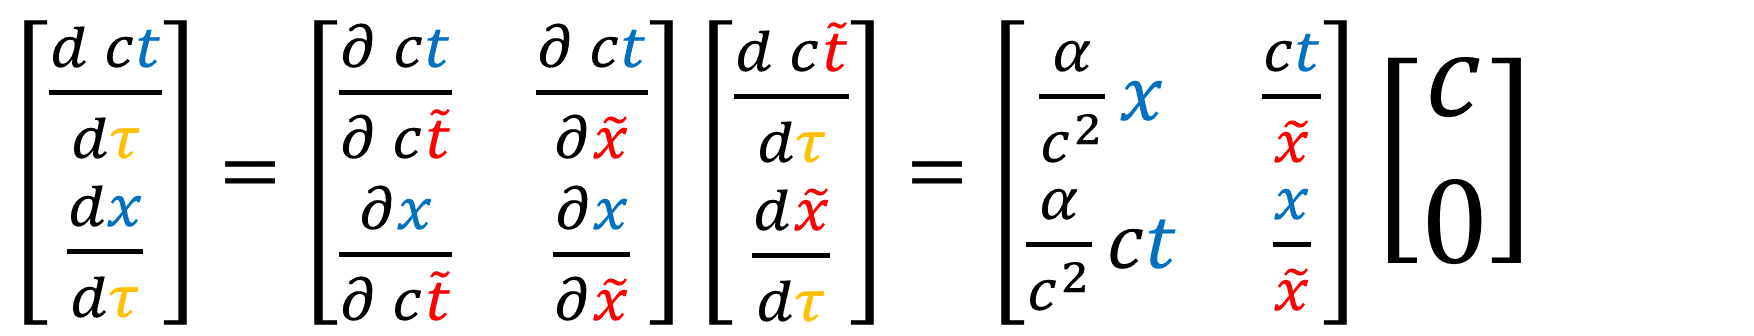 [d ct/dτ; dx/dτ] = [∂ ct/∂ ct̃ ∂ ct/∂x̃; ∂x/∂ ct̃ ∂x/∂x̃] [d ct̃/dτ; dx̃/dτ] = [α/c² x ct/x̃; α/c² ct x/x̃] [c; 0]